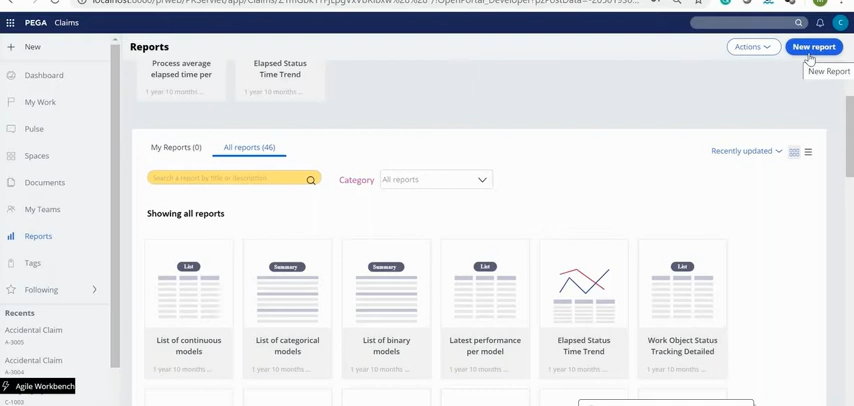 PEGA Claims
C
New
Reports
Actions
New report
New Report
Dashboard
My Work
Pulse
Spaces
Documents
My Teams
Reports
Tags
Following
Recents
Accidental Claim
A-3005
Accidental Claim
A-3004
Agile Workbench
C-1003
Process average
elapsed time per
1 year 10 months ...
Elapsed Status
Time Trend
1 year 10 months ...
My Reports (0)
All reports (46)
Recently updated
Search a report by title or description
Category
All reports
Showing all reports
List
List of continuous
models
1 year 10 months ...
Summary
List of categorical
models
1 year 10 months ...
Summary
List of binary
models
1 year 10 months ...
List
Latest performance
per model
1 year 10 months ...
Elapsed Status
Time Trend
1 year 10 months ...
List
Work Object Status
Tracking Detailed
1 year 10 months ...